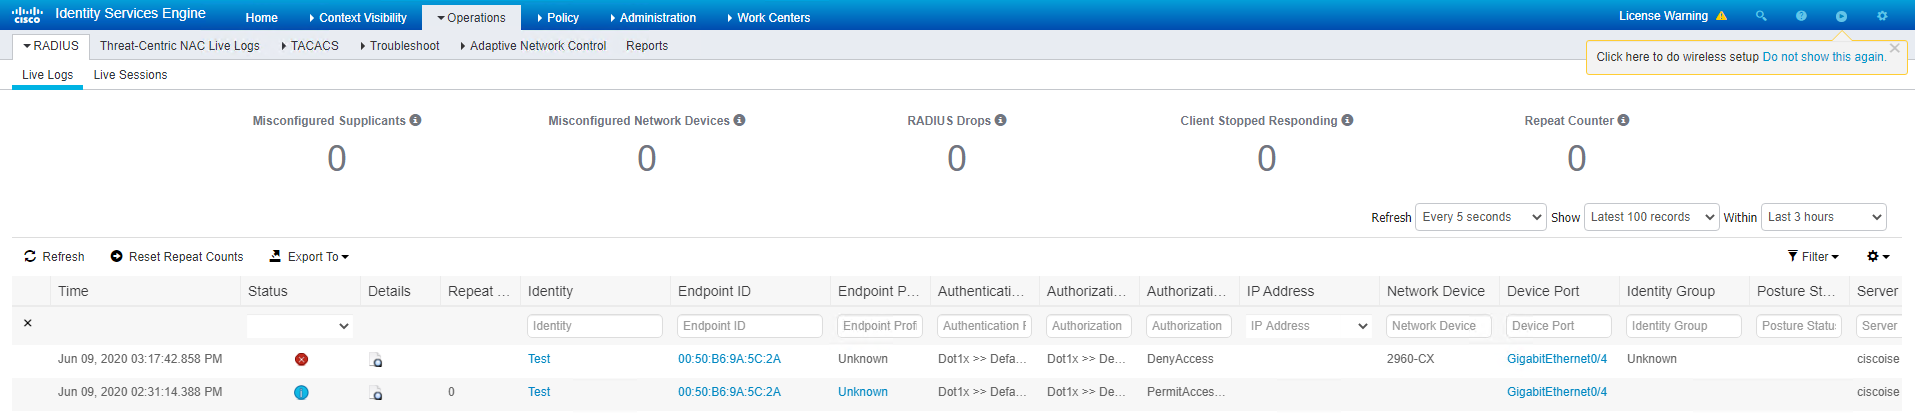 cisco Identity Services Engine Home Context Visibility Operations Policy Administration Work Centers License Warning
RADIUS Threat-Centric NAC Live Logs TACACS Troubleshoot Adaptive Network Control Reports
Click here to do wireless setup Do not show this again.
Live Logs Live Sessions
Misconfigured Supplicants Misconfigured Network Devices RADIUS Drops Client Stopped Responding Repeat Counter
0 0 0 0 0
Refresh Every 5 seconds Show Latest 100 records Within Last 3 hours
Refresh Reset Repeat Counts Export To Filter
Time Status Details Repeat ... Identity Endpoint ID Endpoint P... Authenticati... Authorizati... Authorizati... IP Address Network Device Device Port Identity Group Posture St... Server
Identity Endpoint ID Endpoint Profi Authentication F Authorization Authorization IP Address Network Device Device Port Identity Group Posture Statu Server
Jun 09, 2020 03:17:42.858 PM Test 00:50:B6:9A:5C:2A Unknown Dot1x >> Defa... Dot1x >> De... DenyAccess 2960-CX GigabitEthernet0/4 Unknown ciscoise
Jun 09, 2020 02:31:14.388 PM 0 Test 00:50:B6:9A:5C:2A Unknown Dot1x >> Defa... Dot1x >> De... PermitAcces... GigabitEthernet0/4 ciscoise